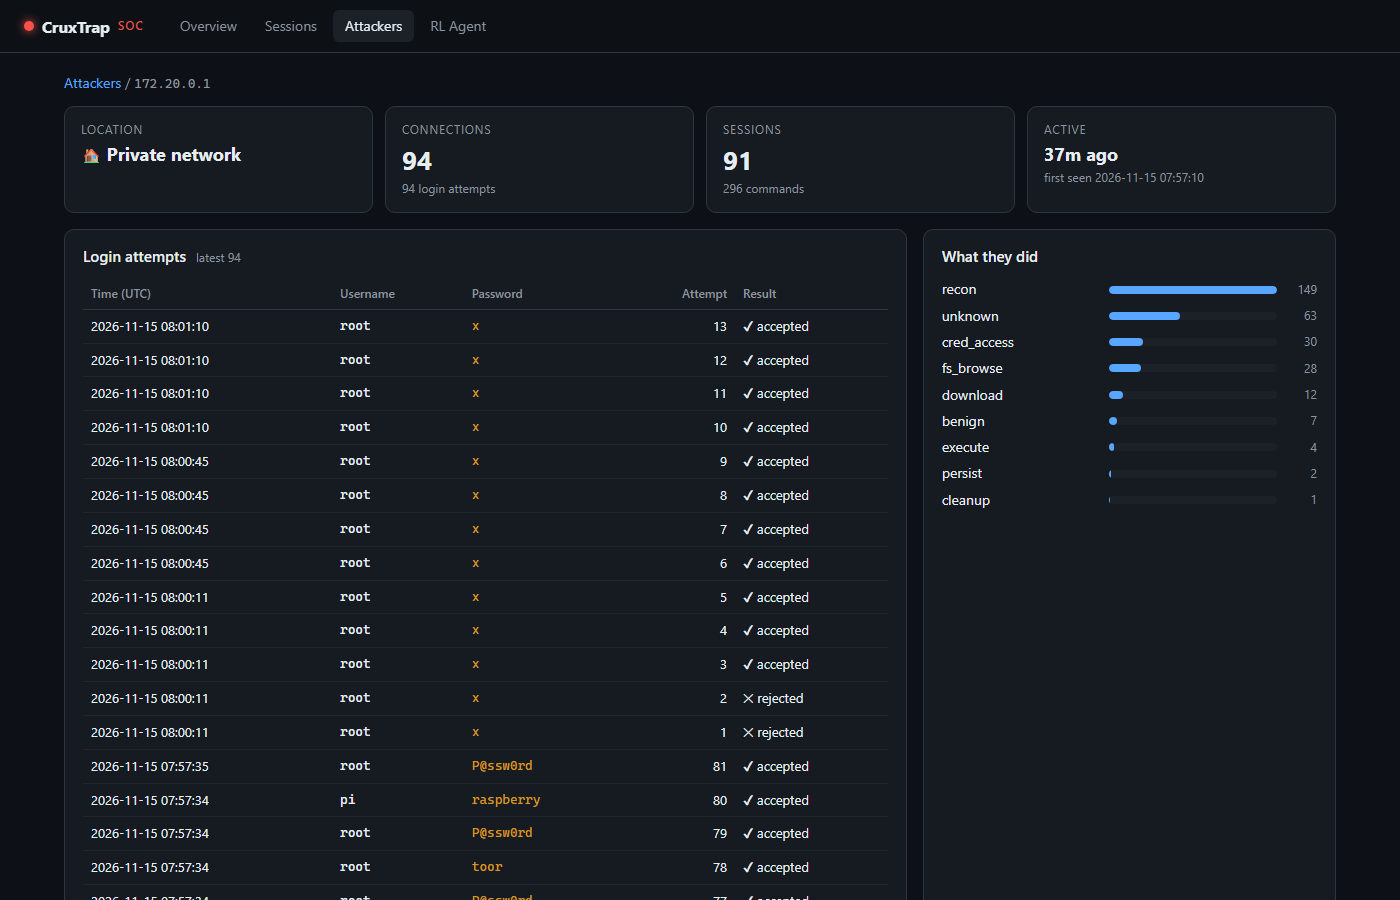 CruxTrap SOC Overview Sessions Attackers RL Agent
Attackers / 172.20.0.1
LOCATION
Private network
CONNECTIONS
94
94 login attempts
SESSIONS
91
296 commands
ACTIVE
37m ago
first seen 2026-11-15 07:57:10
Login attempts latest 94
Time (UTC) Username Password Attempt Result
2026-11-15 08:01:10 root x 13 ✓ accepted
2026-11-15 08:01:10 root x 12 ✓ accepted
2026-11-15 08:01:10 root x 11 ✓ accepted
2026-11-15 08:01:10 root x 10 ✓ accepted
2026-11-15 08:00:45 root x 9 ✓ accepted
2026-11-15 08:00:45 root x 8 ✓ accepted
2026-11-15 08:00:45 root x 7 ✓ accepted
2026-11-15 08:00:45 root x 6 ✓ accepted
2026-11-15 08:00:11 root x 5 ✓ accepted
2026-11-15 08:00:11 root x 4 ✓ accepted
2026-11-15 08:00:11 root x 3 ✓ accepted
2026-11-15 08:00:11 root x 2 ✕ rejected
2026-11-15 08:00:11 root x 1 ✕ rejected
2026-11-15 07:57:35 root P@ssw0rd 81 ✓ accepted
2026-11-15 07:57:34 pi raspberry 80 ✓ accepted
2026-11-15 07:57:34 root P@ssw0rd 79 ✓ accepted
2026-11-15 07:57:34 root toor 78 ✓ accepted
2026-11-15 07:57:34 root P@ssw0rd 77 ✓ accepted
What they did
recon 149
unknown 63
cred_access 30
fs_browse 28
download 12
benign 7
execute 4
persist 2
cleanup 1